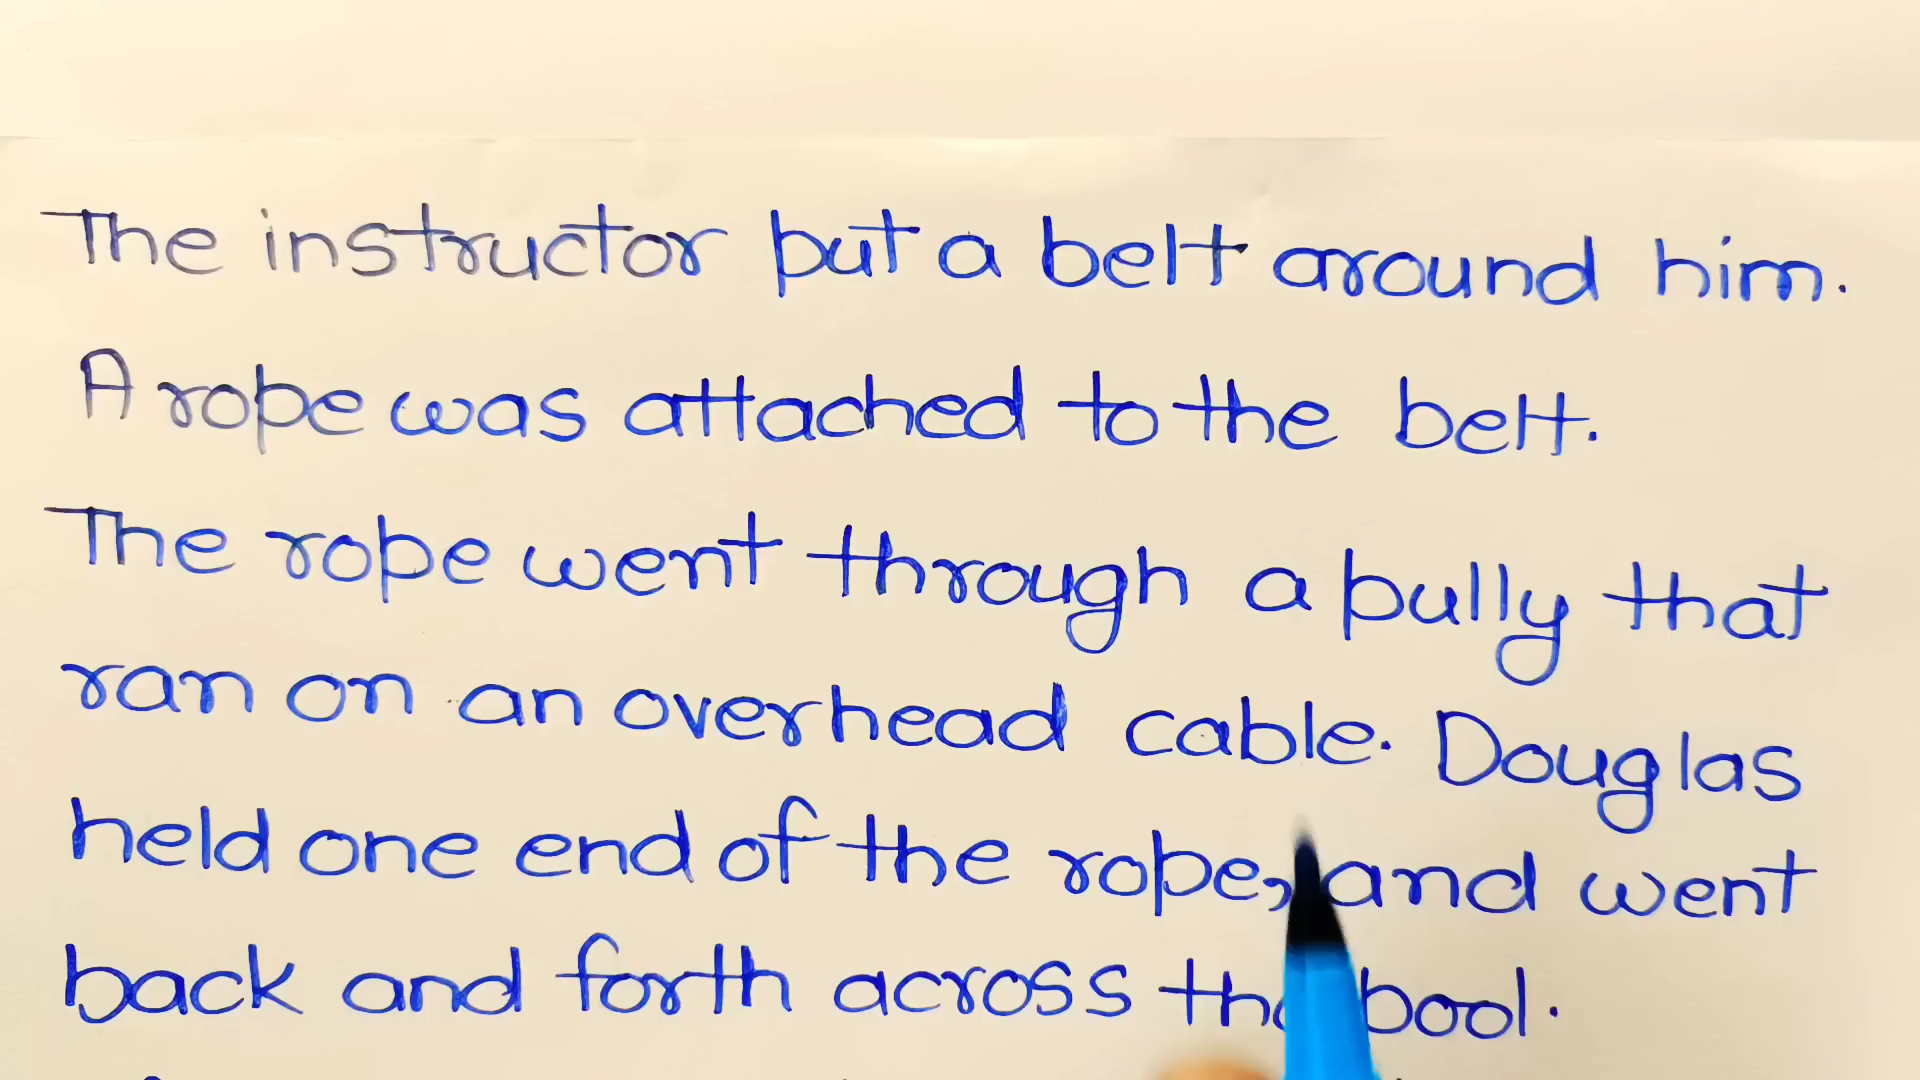 The instructor put a belt around him.
A rope was attached to the belt.
The rope went through a pully that
ran on an overhead cable. Douglas
held one end of the rope, and went
back and forth across the pool.